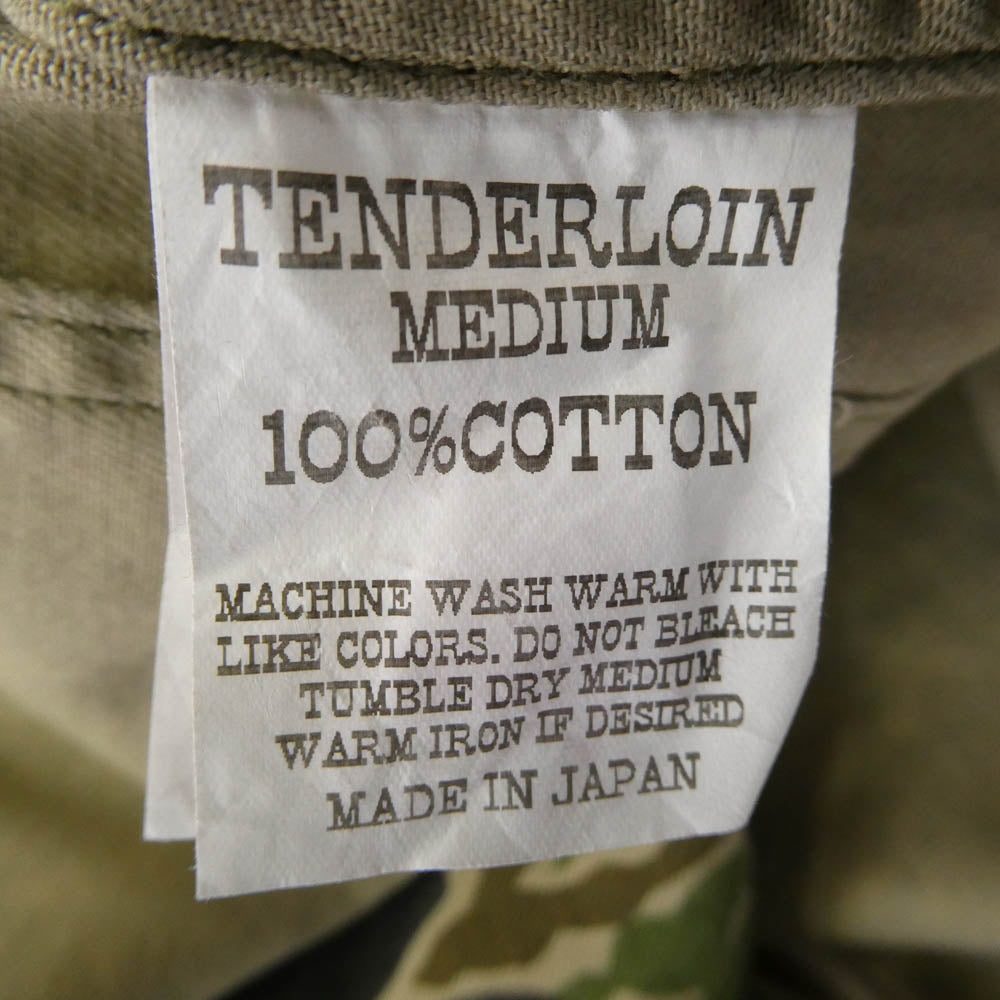 TENDERLOIN
MEDIUM
100%COTTON
MACHINE WASH WARM WITH
LIKE COLORS. DO NOT BLEACH
TUMBLE DRY MEDIUM
WARM IRON IF DESIRED
MADE IN JAPAN